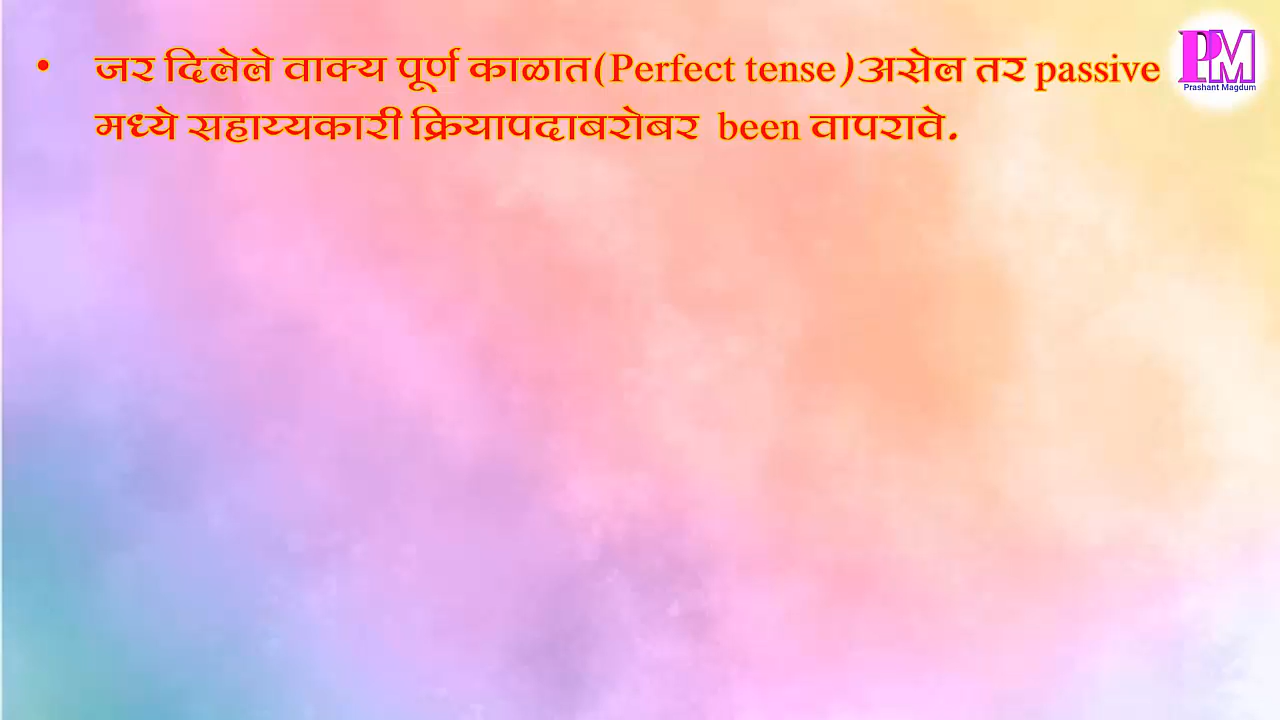 • जर दिलेले वाक्य पूर्ण काळात(Perfect tense)असेल तर passive
मध्ये सहाय्यकारी क्रियापदाबरोबर been वापरावे.
PM
Prashant Magdum